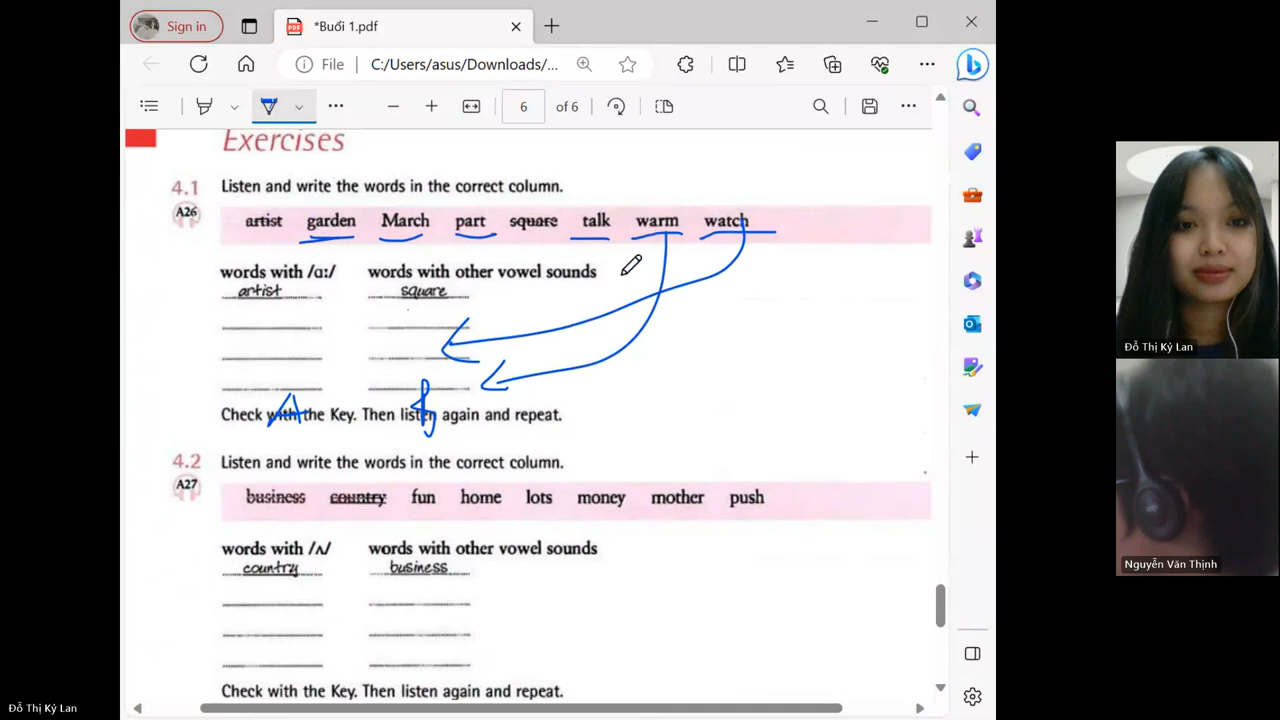 Sign in
*Buổi 1.pdf
File
C:/Users/asus/Downloads/...
6 of 6
Exercises
4.1 Listen and write the words in the correct column.
A26
artist garden March part square talk warm watch
words with /ɑː/ words with other vowel sounds
artist square
A
Check with the Key. Then listen again and repeat.
4.2 Listen and write the words in the correct column.
A27
business country fun home lots money mother push
words with /ʌ/ words with other vowel sounds
country business
Check with the Key. Then listen again and repeat.
Đỗ Thị Kỷ Lan
Nguyễn Văn Thịnh
Đỗ Thị Kỷ Lan